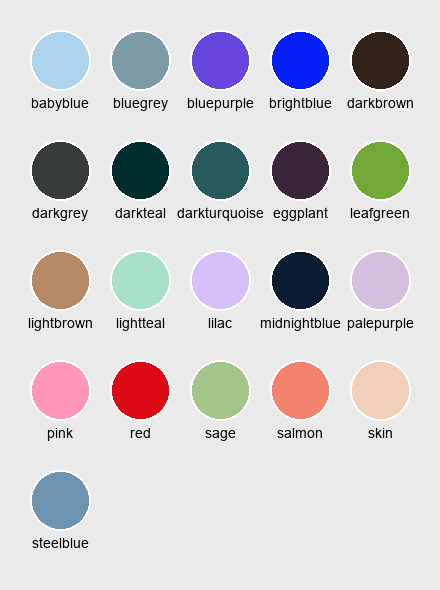 babyblue bluegrey bluepurple brightblue darkbrown
darkgrey darkteal darkturquoise eggplant leafgreen
lightbrown lightteal lilac midnightblue palepurple
pink red sage salmon skin
steelblue